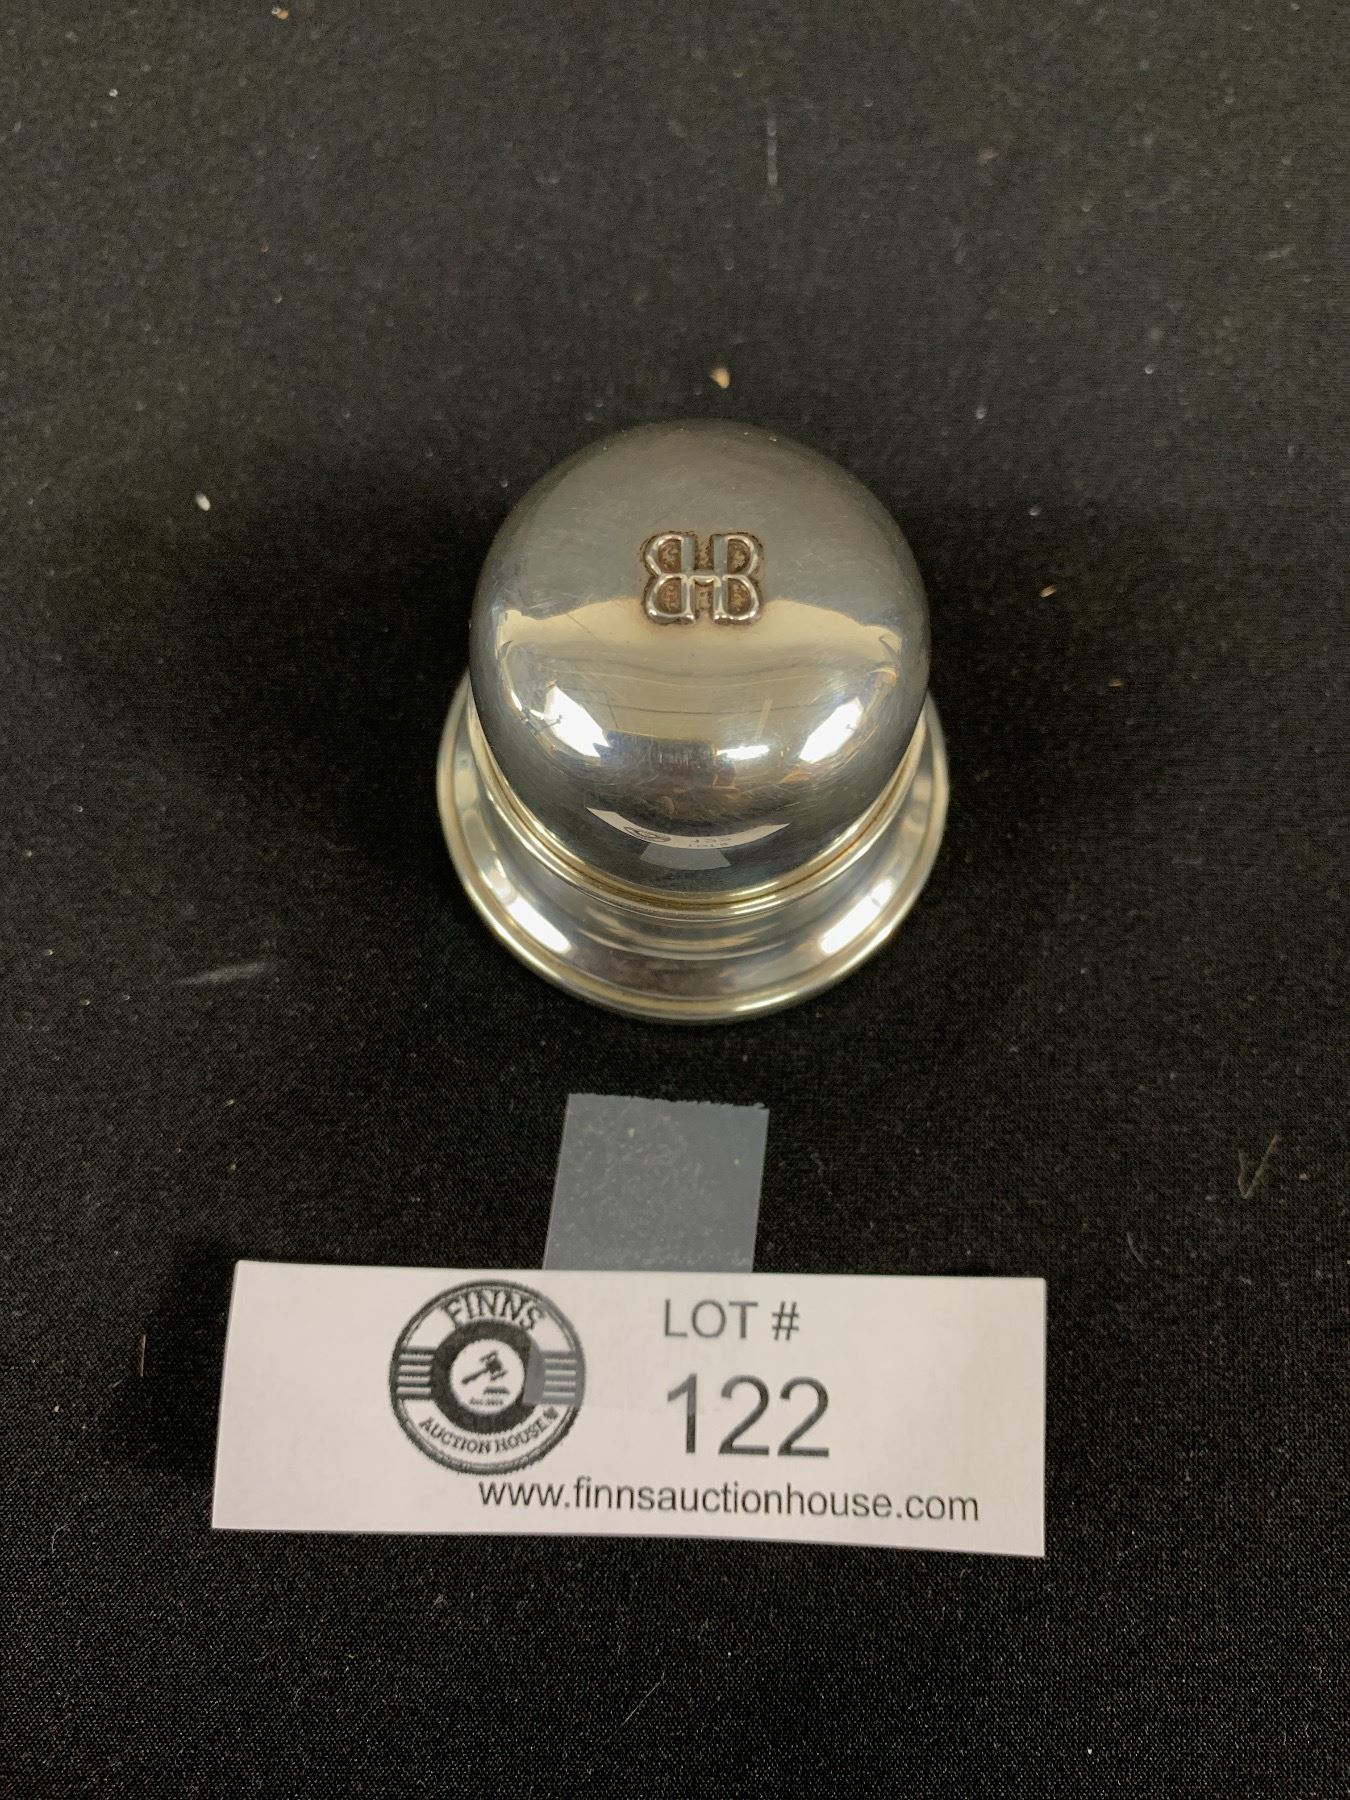 FINNS
AUCTION HOUSE
LOT #
122
www.finnsauctionhouse.com